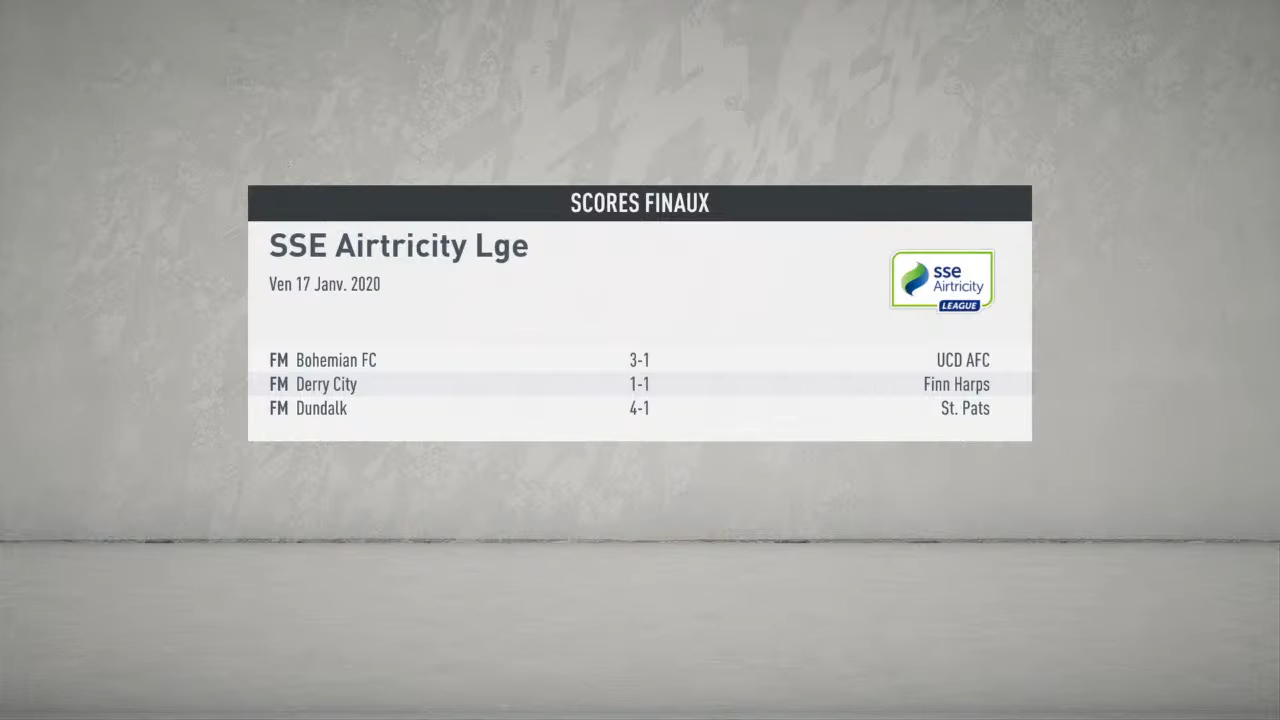 SCORES FINAUX
SSE Airtricity Lge
Ven 17 Janv. 2020
sse
Airtricity
LEAGUE
FM Bohemian FC 3-1 UCD AFC
FM Derry City 1-1 Finn Harps
FM Dundalk 4-1 St. Pats